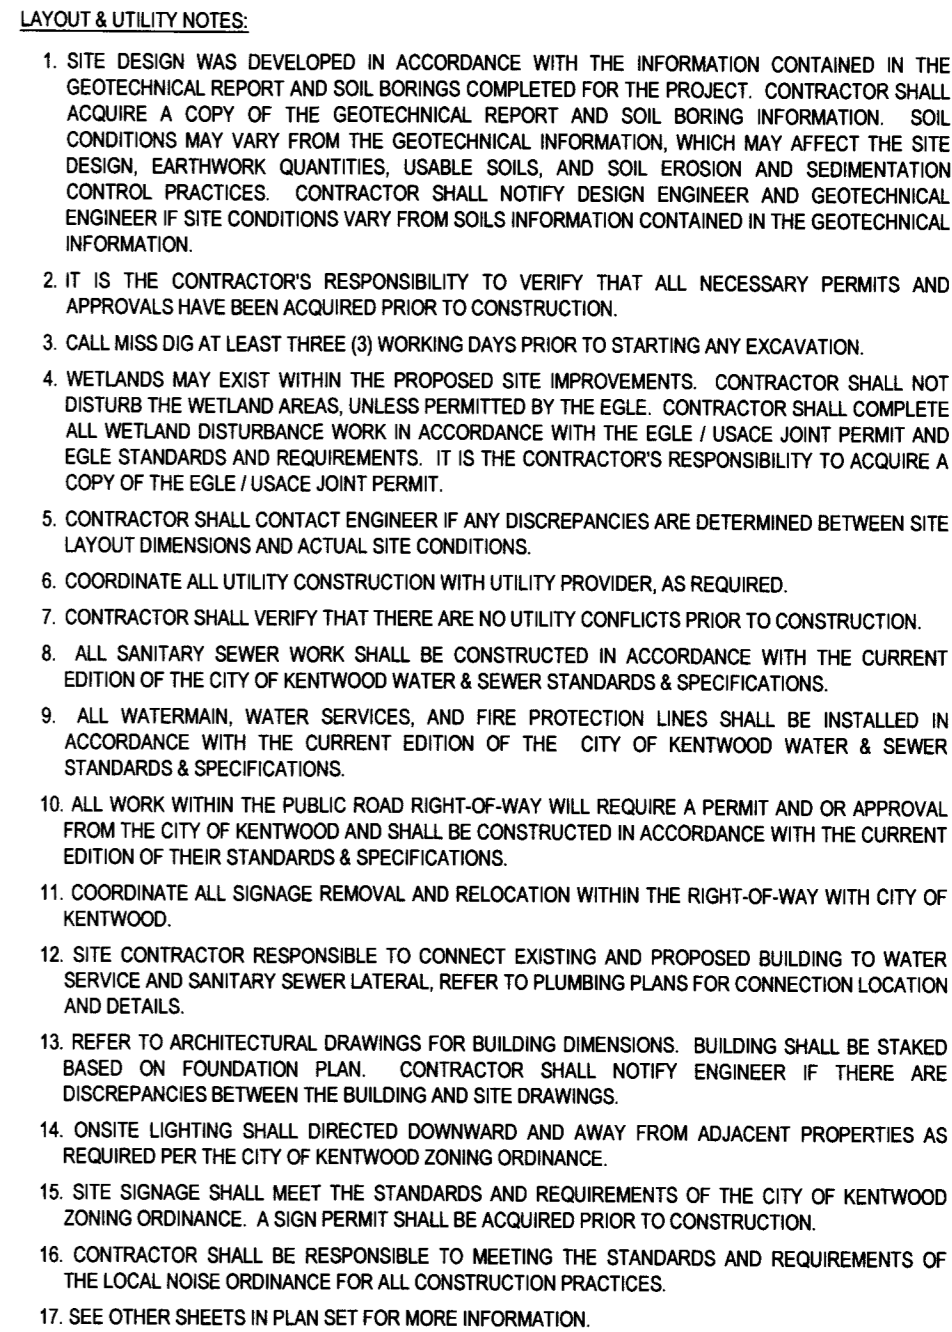 LAYOUT & UTILITY NOTES:
1. SITE DESIGN WAS DEVELOPED IN ACCORDANCE WITH THE INFORMATION CONTAINED IN THE
GEOTECHNICAL REPORT AND SOIL BORINGS COMPLETED FOR THE PROJECT. CONTRACTOR SHALL
ACQUIRE A COPY OF THE GEOTECHNICAL REPORT AND SOIL BORING INFORMATION. SOIL
CONDITIONS MAY VARY FROM THE GEOTECHNICAL INFORMATION, WHICH MAY AFFECT THE SITE
DESIGN, EARTHWORK QUANTITIES, USABLE SOILS, AND SOIL EROSION AND SEDIMENTATION
CONTROL PRACTICES. CONTRACTOR SHALL NOTIFY DESIGN ENGINEER AND GEOTECHNICAL
ENGINEER IF SITE CONDITIONS VARY FROM SOILS INFORMATION CONTAINED IN THE GEOTECHNICAL
INFORMATION.
2. IT IS THE CONTRACTOR'S RESPONSIBILITY TO VERIFY THAT ALL NECESSARY PERMITS AND
APPROVALS HAVE BEEN ACQUIRED PRIOR TO CONSTRUCTION.
3. CALL MISS DIG AT LEAST THREE (3) WORKING DAYS PRIOR TO STARTING ANY EXCAVATION.
4. WETLANDS MAY EXIST WITHIN THE PROPOSED SITE IMPROVEMENTS. CONTRACTOR SHALL NOT
DISTURB THE WETLAND AREAS, UNLESS PERMITTED BY THE EGLE. CONTRACTOR SHALL COMPLETE
ALL WETLAND DISTURBANCE WORK IN ACCORDANCE WITH THE EGLE / USACE JOINT PERMIT AND
EGLE STANDARDS AND REQUIREMENTS. IT IS THE CONTRACTOR'S RESPONSIBILITY TO ACQUIRE A
COPY OF THE EGLE / USACE JOINT PERMIT.
5. CONTRACTOR SHALL CONTACT ENGINEER IF ANY DISCREPANCIES ARE DETERMINED BETWEEN SITE
LAYOUT DIMENSIONS AND ACTUAL SITE CONDITIONS.
6. COORDINATE ALL UTILITY CONSTRUCTION WITH UTILITY PROVIDER, AS REQUIRED.
7. CONTRACTOR SHALL VERIFY THAT THERE ARE NO UTILITY CONFLICTS PRIOR TO CONSTRUCTION.
8. ALL SANITARY SEWER WORK SHALL BE CONSTRUCTED IN ACCORDANCE WITH THE CURRENT
EDITION OF THE CITY OF KENTWOOD WATER & SEWER STANDARDS & SPECIFICATIONS.
9. ALL WATERMAIN, WATER SERVICES, AND FIRE PROTECTION LINES SHALL BE INSTALLED IN
ACCORDANCE WITH THE CURRENT EDITION OF THE CITY OF KENTWOOD WATER & SEWER
STANDARDS & SPECIFICATIONS.
10. ALL WORK WITHIN THE PUBLIC ROAD RIGHT-OF-WAY WILL REQUIRE A PERMIT AND OR APPROVAL
FROM THE CITY OF KENTWOOD AND SHALL BE CONSTRUCTED IN ACCORDANCE WITH THE CURRENT
EDITION OF THEIR STANDARDS & SPECIFICATIONS.
11. COORDINATE ALL SIGNAGE REMOVAL AND RELOCATION WITHIN THE RIGHT-OF-WAY WITH CITY OF
KENTWOOD.
12. SITE CONTRACTOR RESPONSIBLE TO CONNECT EXISTING AND PROPOSED BUILDING TO WATER
SERVICE AND SANITARY SEWER LATERAL, REFER TO PLUMBING PLANS FOR CONNECTION LOCATION
AND DETAILS.
13. REFER TO ARCHITECTURAL DRAWINGS FOR BUILDING DIMENSIONS. BUILDING SHALL BE STAKED
BASED ON FOUNDATION PLAN. CONTRACTOR SHALL NOTIFY ENGINEER IF THERE ARE
DISCREPANCIES BETWEEN THE BUILDING AND SITE DRAWINGS.
14. ONSITE LIGHTING SHALL DIRECTED DOWNWARD AND AWAY FROM ADJACENT PROPERTIES AS
REQUIRED PER THE CITY OF KENTWOOD ZONING ORDINANCE.
15. SITE SIGNAGE SHALL MEET THE STANDARDS AND REQUIREMENTS OF THE CITY OF KENTWOOD
ZONING ORDINANCE. A SIGN PERMIT SHALL BE ACQUIRED PRIOR TO CONSTRUCTION.
16. CONTRACTOR SHALL BE RESPONSIBLE TO MEETING THE STANDARDS AND REQUIREMENTS OF
THE LOCAL NOISE ORDINANCE FOR ALL CONSTRUCTION PRACTICES.
17. SEE OTHER SHEETS IN PLAN SET FOR MORE INFORMATION.